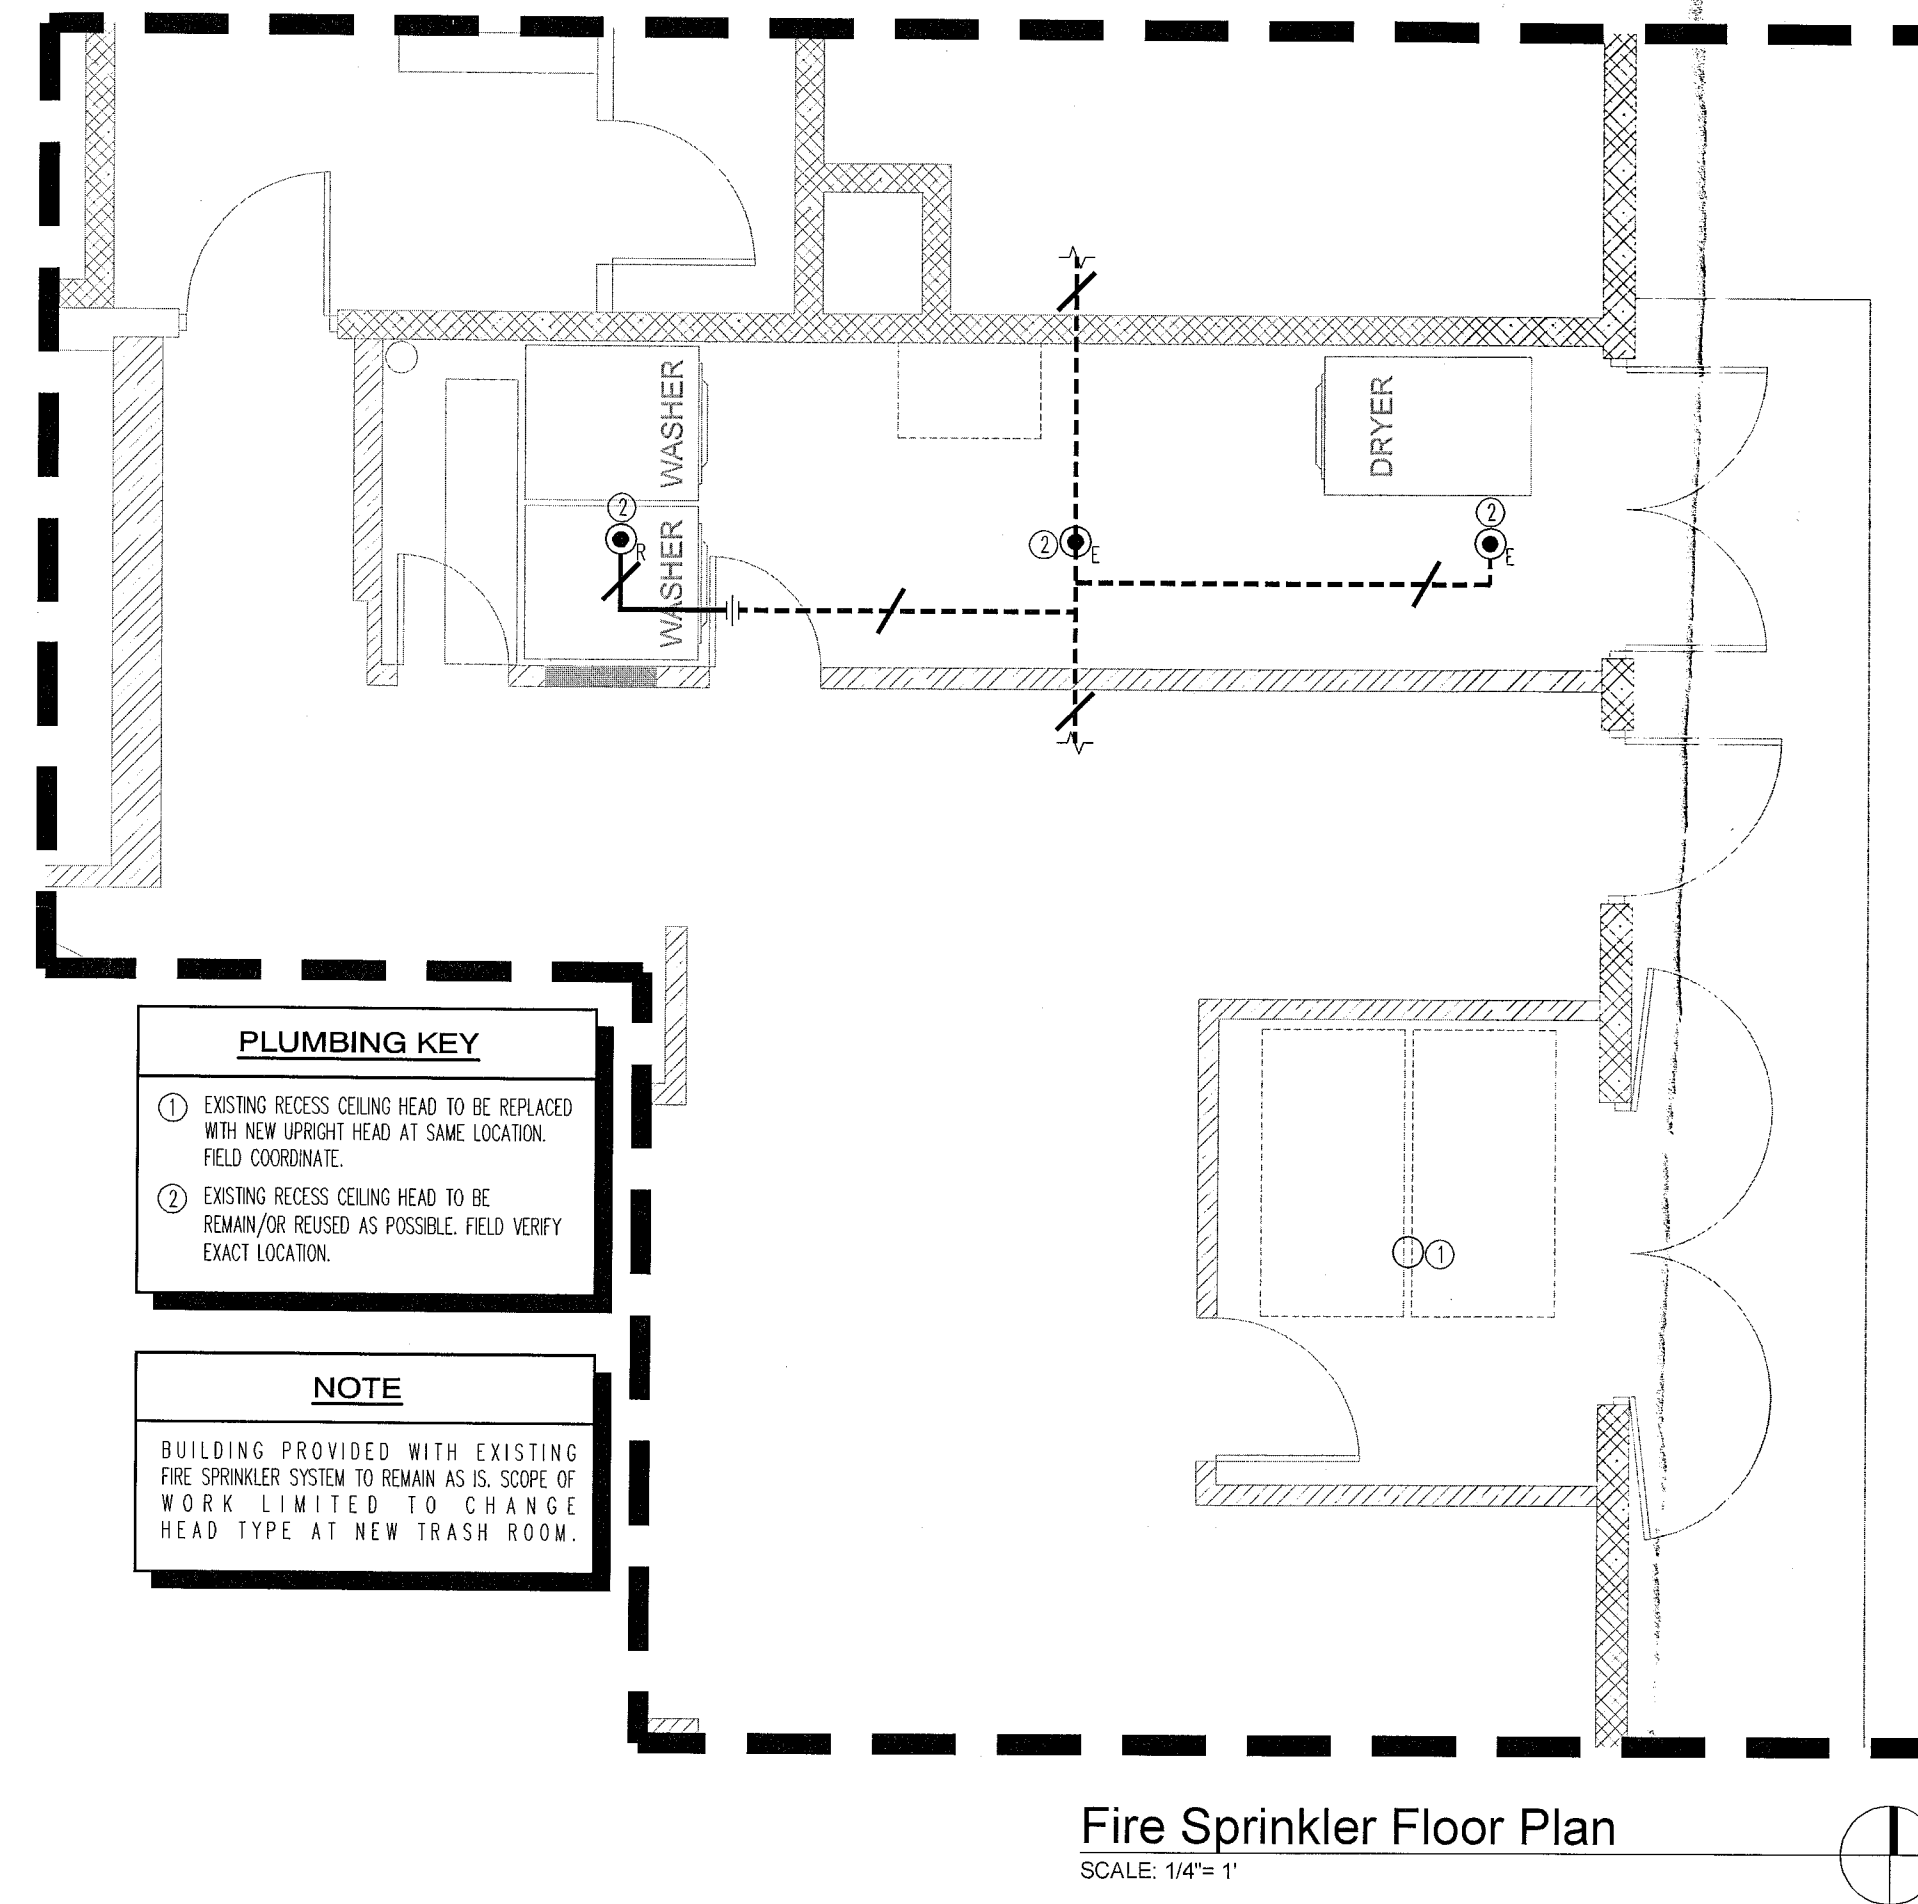 WASHER
DRYER
2
R
WASHER
2
E
2
E
PLUMBING KEY
1 EXISTING RECESS CEILING HEAD TO BE REPLACED
WITH NEW UPRIGHT HEAD AT SAME LOCATION.
FIELD COORDINATE.
2 EXISTING RECESS CEILING HEAD TO BE
REMAIN/OR REUSED AS POSSIBLE. FIELD VERIFY
EXACT LOCATION.
1
NOTE
BUILDING PROVIDED WITH EXISTING
FIRE SPRINKLER SYSTEM TO REMAIN AS IS. SCOPE OF
WORK LIMITED TO CHANGE
HEAD TYPE AT NEW TRASH ROOM.
Fire Sprinkler Floor Plan
SCALE: 1/4"= 1'